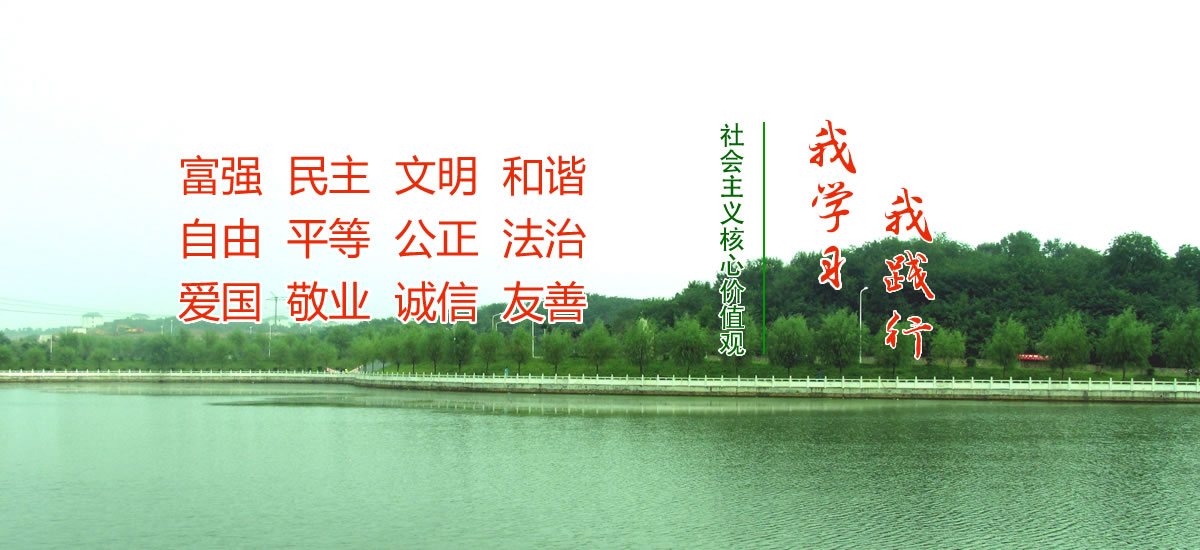 富强 民主 文明 和谐
自由 平等 公正 法治
爱国 敬业 诚信 友善
社会主义核心价值观
我学习
我践行